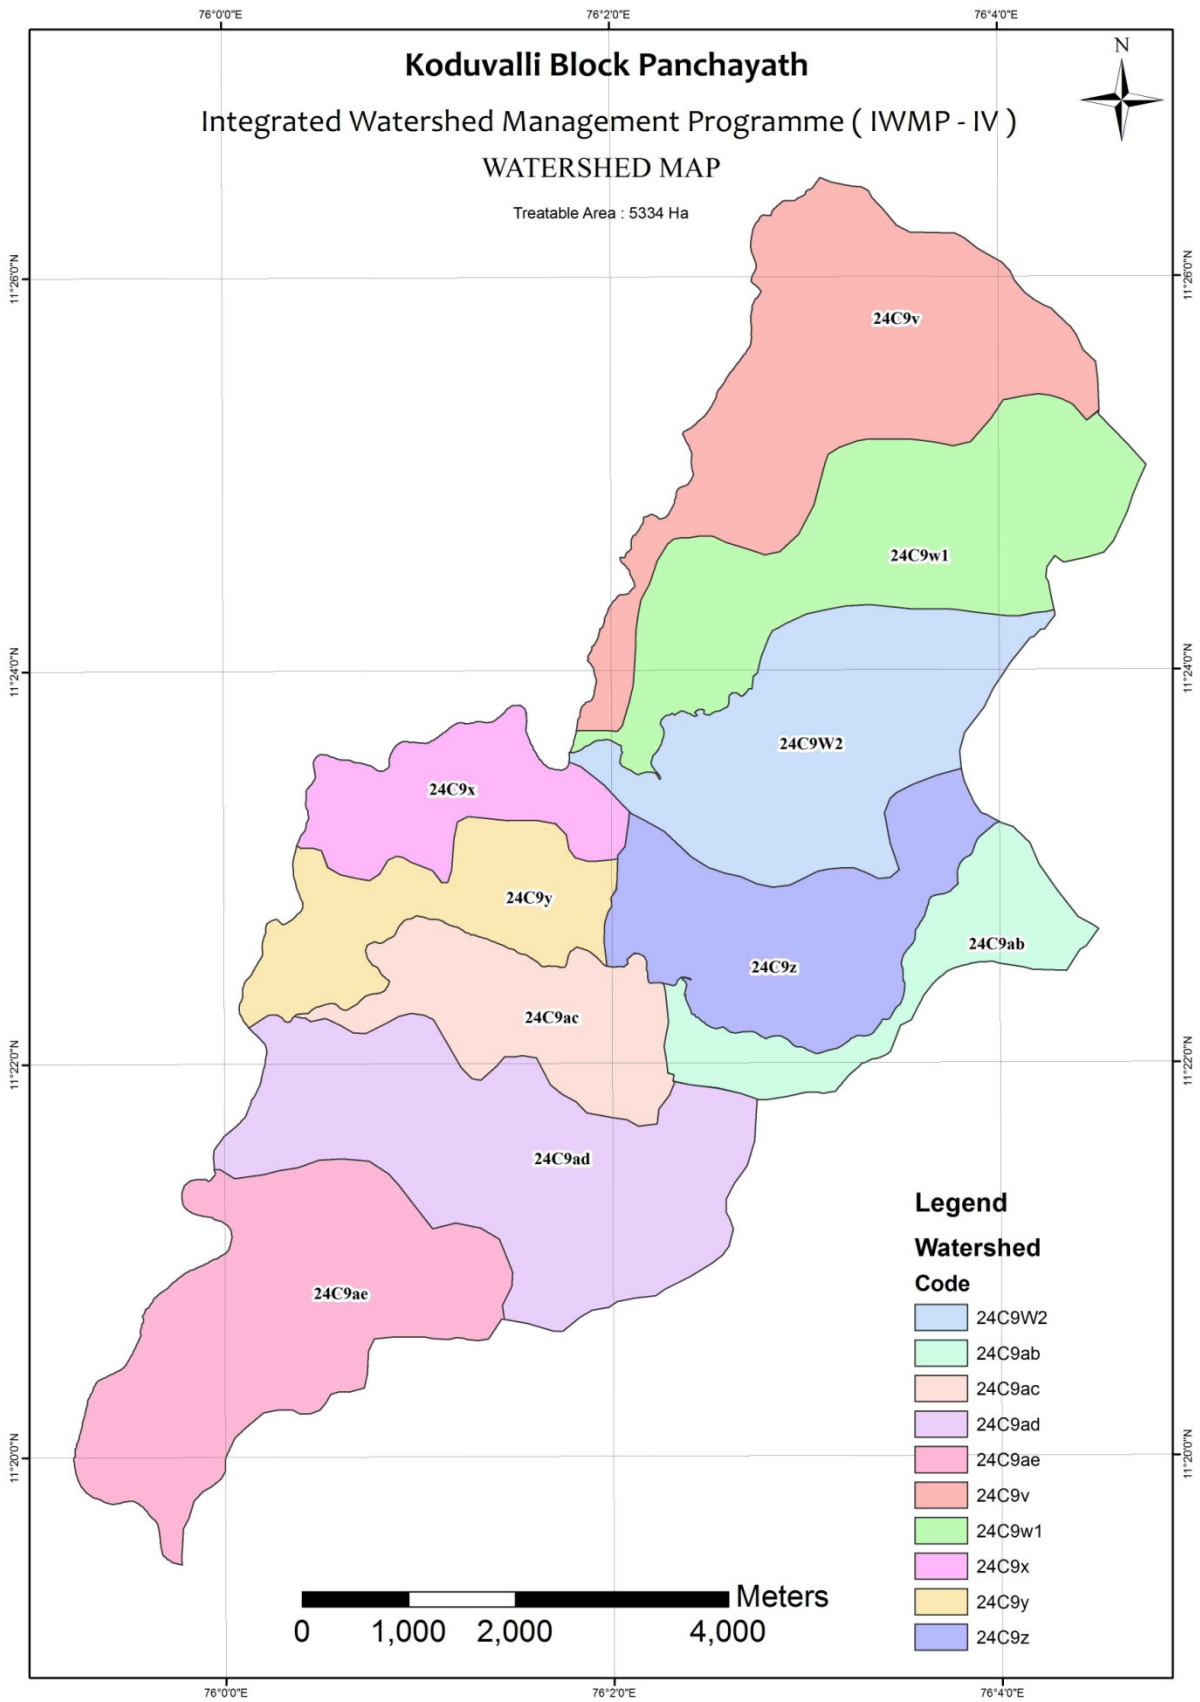 76°0'0"E 76°2'0"E 76°4'0"E
Koduvalli Block Panchayath
N
Integrated Watershed Management Programme ( IWMP - IV )
WATERSHED MAP
Treatable Area : 5334 Ha
11°26'0"N 11°26'0"N
24C9v
24C9w1
11°24'0"N 11°24'0"N
24C9W2
24C9x
24C9y
24C9ab
24C9z
24C9ac
11°22'0"N 11°22'0"N
24C9ad
24C9ae
Legend
Watershed
Code
24C9W2
24C9ab
24C9ac
24C9ad
24C9ae
11°20'0"N 11°20'0"N
24C9v
24C9w1
24C9x
24C9y
24C9z
Meters
0 1,000 2,000 4,000
76°0'0"E 76°2'0"E 76°4'0"E